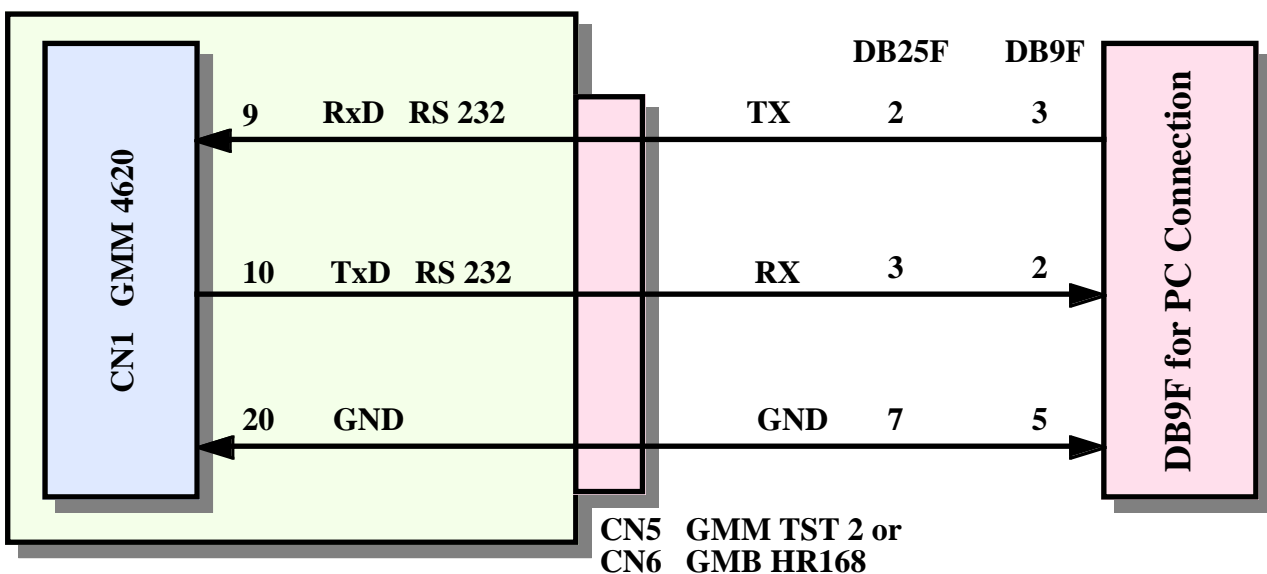 DB25F DB9F
9 RxD RS 232 TX 2 3
10 TxD RS 232 RX 3 2
20 GND GND 7 5
CN1 GMM 4620
DB9F for PC Connection
CN5 GMM TST 2 or
CN6 GMB HR168